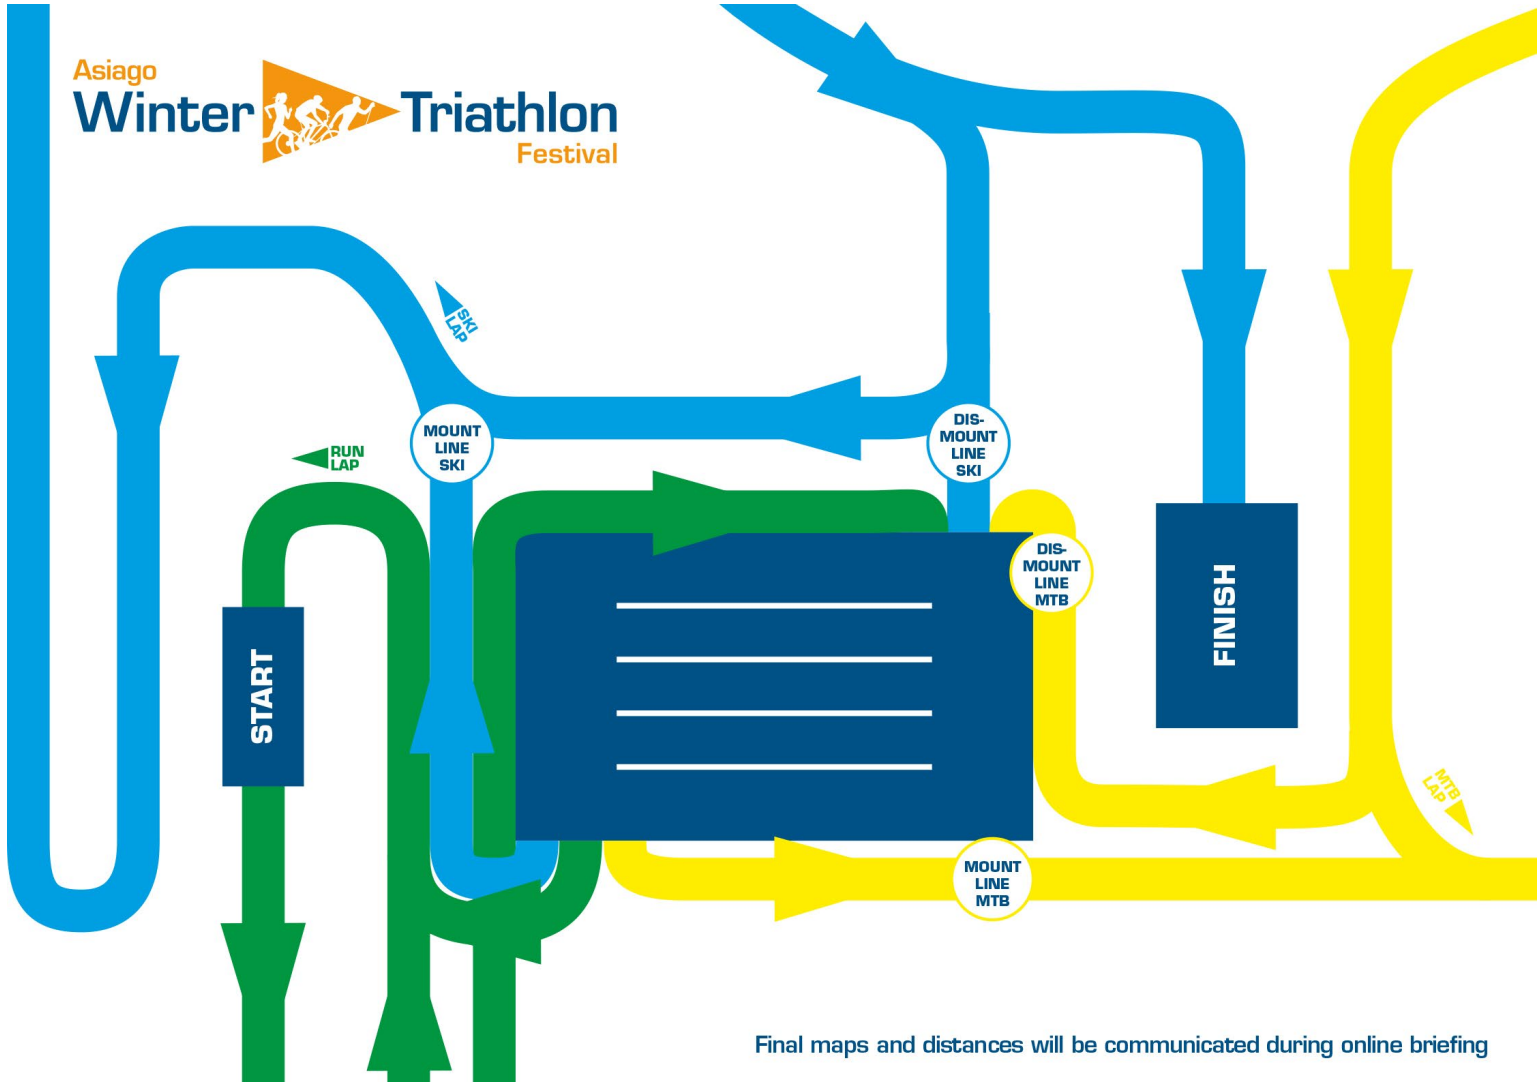 Asiago
Winter Triathlon
Festival
SKI
LAP
RUN
LAP
MOUNT
LINE
SKI
DIS-
MOUNT
LINE
SKI
DIS-
MOUNT
LINE
MTB
START
FINISH
MTB
LAP
MOUNT
LINE
MTB
Final maps and distances will be communicated during online briefing